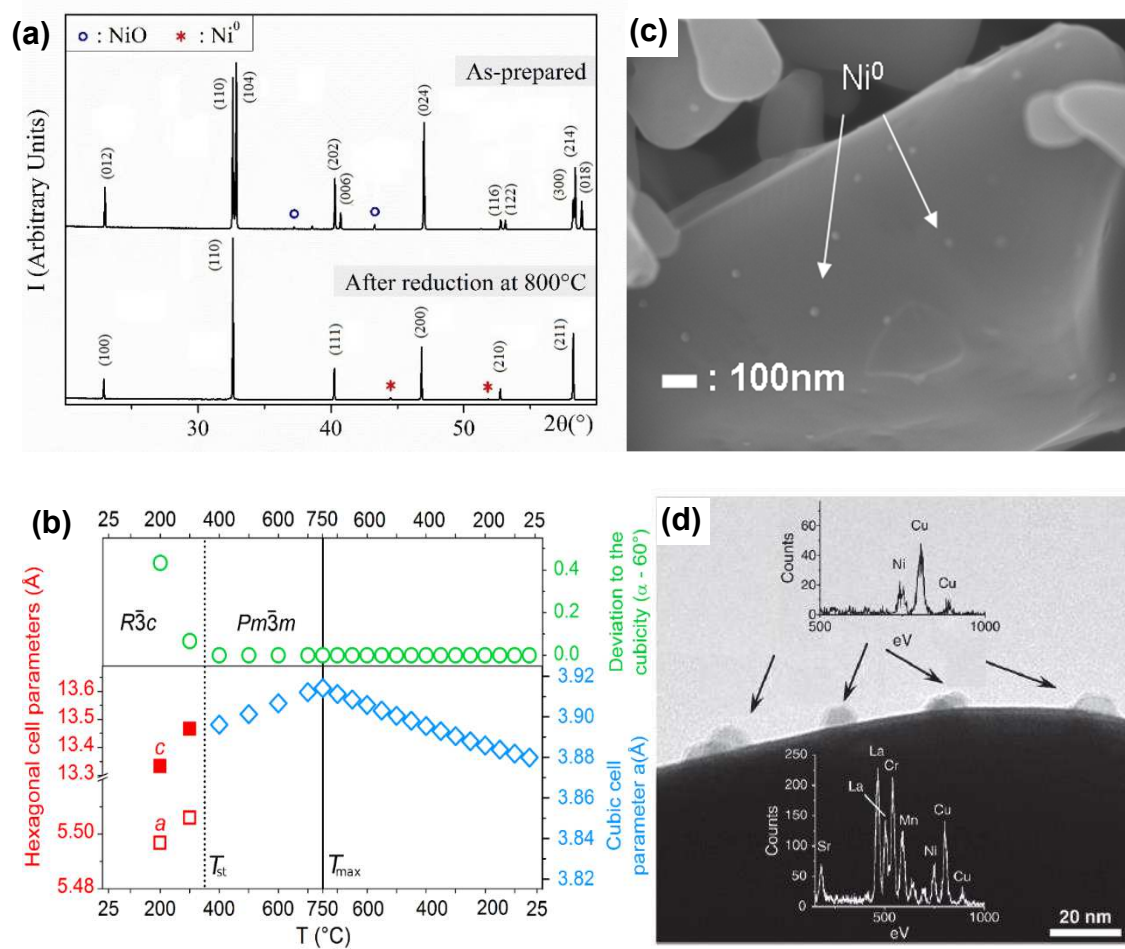 (a)
○ : NiO * : Ni⁰
As-prepared
(012)
(110)
(104)
(202)
(006)
(024)
(116)
(122)
(300)
(214)
(018)
After reduction at 800°C
(100)
(110)
(111)
(200)
(210)
(211)
I (Arbitrary Units)
30 40 50 2θ(°)
(c)
Ni⁰
: 100nm
(b)
25 200 400 600 750 600 400 200 25
R3̄c
Pm3̄m
0.4
0.2
0.0
Deviation to the
cubicity (α - 60°)
Hexagonal cell parameters (Å)
13.6
13.5
13.4
13.3
5.50
5.48
c
a
Tst
Tmax
3.92
3.90
3.88
3.86
3.84
3.82
Cubic cell
parameter a(Å)
25 200 400 600 750 600 400 200 25
T (°C)
(d)
Counts
60
40
20
0
Ni
Cu
Cu
500 1000
eV
Counts
250
200
150
100
50
0
Sr
La
La
Cr
Mn
Ni
Cu
Cu
500 1000
eV
20 nm